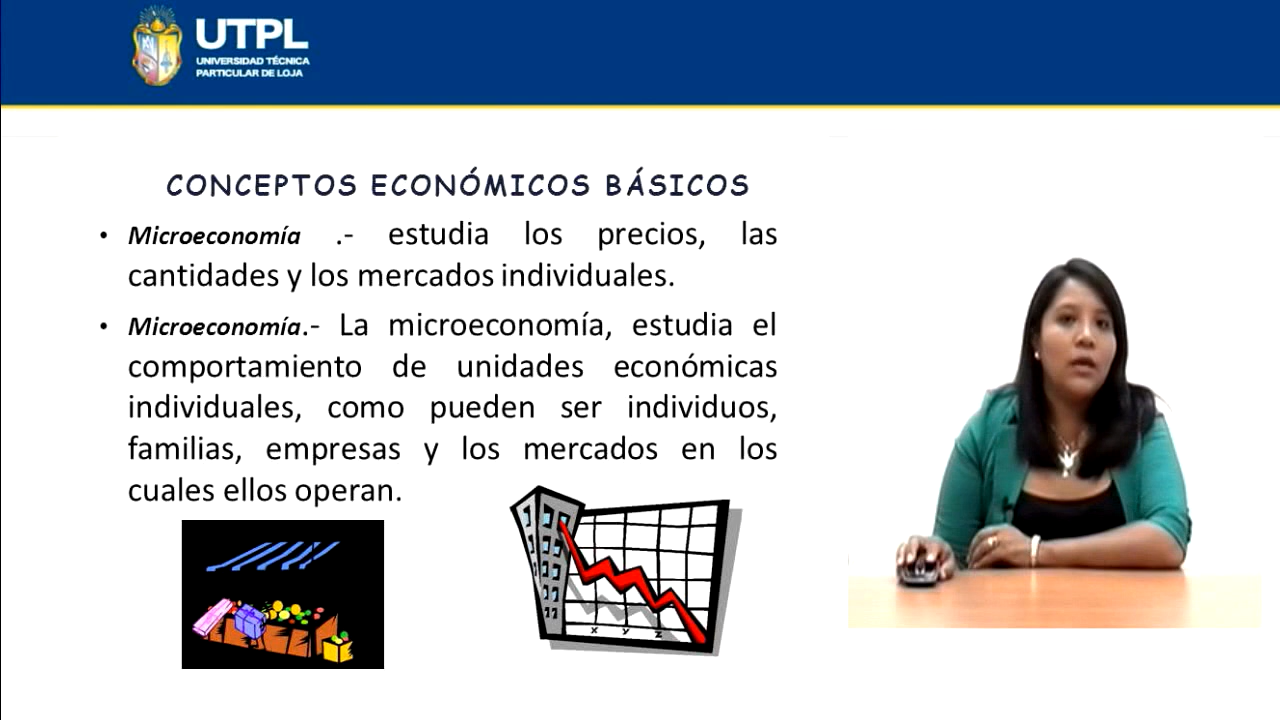 UTPL
UNIVERSIDAD TÉCNICA
PARTICULAR DE LOJA
CONCEPTOS ECONÓMICOS BÁSICOS
• Microeconomía .- estudia los precios, las
cantidades y los mercados individuales.
• Microeconomía.- La microeconomía, estudia el
comportamiento de unidades económicas
individuales, como pueden ser individuos,
familias, empresas y los mercados en los
cuales ellos operan.
x y z